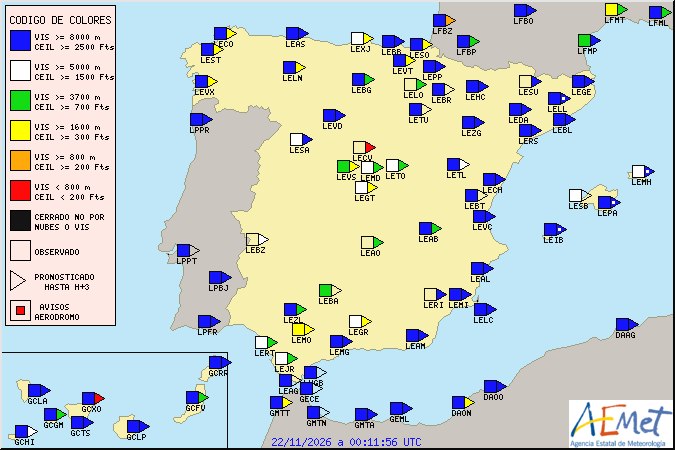 CODIGO DE COLORES
VIS >= 8000 m
CEIL >= 2500 Fts
VIS >= 5000 m
CEIL >= 1500 Fts
VIS >= 3700 m
CEIL >= 700 Fts
VIS >= 1600 m
CEIL >= 300 Fts
VIS >= 800 m
CEIL >= 200 Fts
VIS < 800 m
CEIL < 200 Fts
CERRADO NO POR
NUBES O VIS
OBSERVADO
PRONOSTICADO
HASTA H+3
AVISOS
AERODROMO
LECO
LEAS
LEXJ
LEBB
LESO
LFBZ
LFBP
LFBO
LFMT
LFML
LFMP
LEST
LEVT
LEPP
LEVX
LELN
LEBG
LELO
LEBR
LEHC
LESU
LEGE
LELL
LPPR
LEVD
LETU
LEDA
LEZG
LERS
LEBL
LESA
LECV
LEVS
LEMD
LETO
LETL
LEGT
LECH
LEBT
LEMH
LESB
LEPA
LEVC
LEIB
LEAB
LEBZ
LEAO
LPPT
LEAL
LPBJ
LEBA
LERI
LEMI
LELC
LEZL
LPFR
LEMO
LEGR
LERT
LEMG
LEAM
LEJR
DAAG
GCRR
LXGB
LEAG
GECE
DAOO
GCLA
GCXO
GCFV
GCGM
GCTS
GCLP
GCHI
GMTT
GMTN
GMTA
GEML
DAON
22/11/2026 a 00:11:56 UTC
AEmet
Agencia Estatal de Meteorología